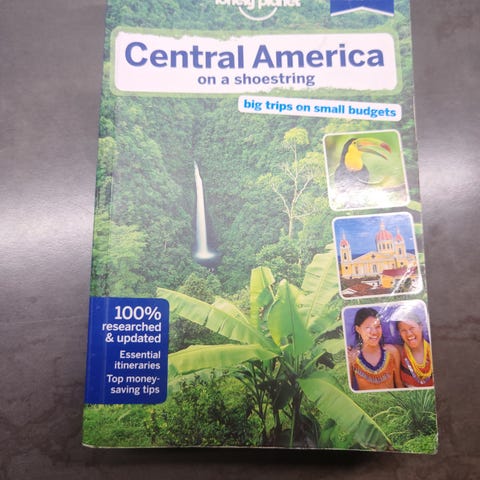 lonely planet
Central America
on a shoestring
big trips on small budgets
100%
researched
& updated
Essential
itineraries
Top money-
saving tips